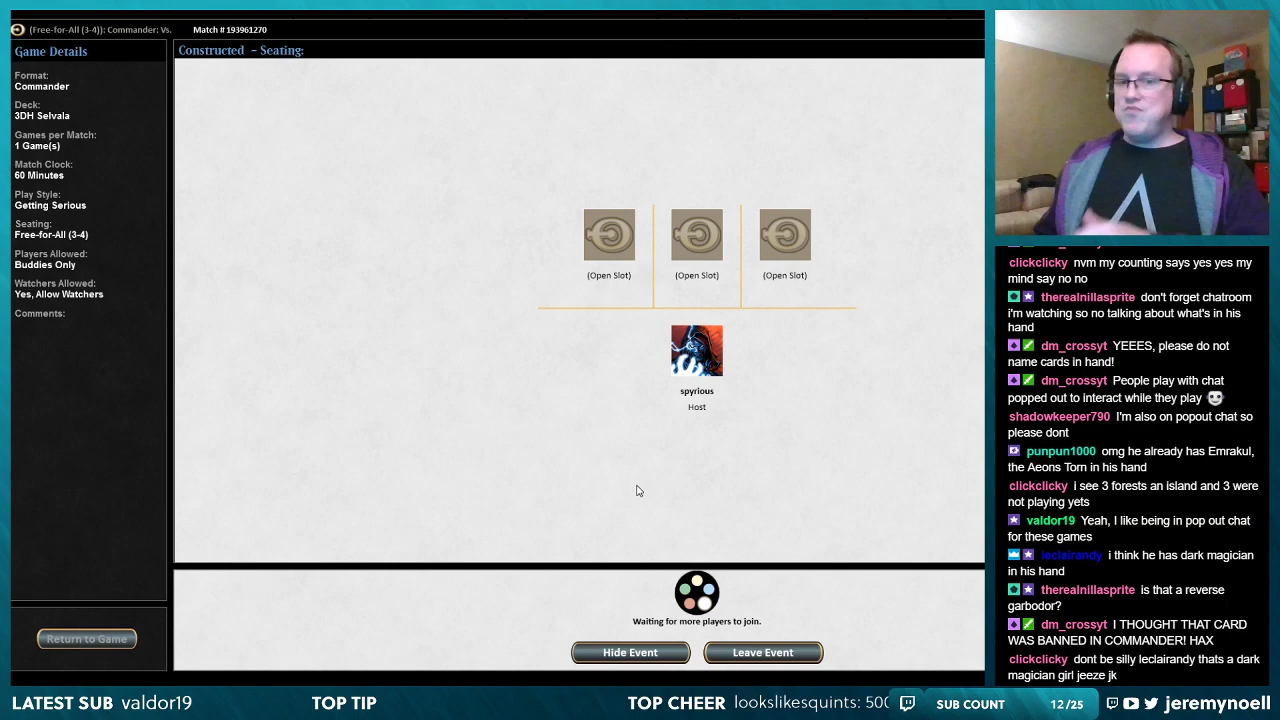 (Free-for-All (3-4)): Commander: Vs.
Match # 193961270
Game Details
Format:
Commander
Deck:
3DH Selvala
Games per Match:
1 Game(s)
Match Clock:
60 Minutes
Play Style:
Getting Serious
Seating:
Free-for-All (3-4)
Players Allowed:
Buddies Only
Watchers Allowed:
Yes, Allow Watchers
Comments:
Return to Game
Constructed - Seating:
(Open Slot)
(Open Slot)
(Open Slot)
spyrious
Host
Waiting for more players to join.
Hide Event
Leave Event
clickclicky nvm my counting says yes yes my
mind say no no
therealnillasprite don't forget chatroom
i'm watching so no talking about what's in his
hand
dm_crossyt YEEES, please do not
name cards in hand!
dm_crossyt People play with chat
popped out to interact while they play
shadowkeeper790 I'm also on popout chat so
please dont
punpun1000 omg he already has Emrakul,
the Aeons Torn in his hand
clickclicky i see 3 forests an island and 3 were
not playing yets
valdor19 Yeah, I like being in pop out chat
for these games
leclairandy i think he has dark magician
in his hand
therealnillasprite is that a reverse
garbodor?
dm_crossyt I THOUGHT THAT CARD
WAS BANNED IN COMMANDER! HAX
clickclicky dont be silly leclairandy thats a dark
magician girl jeeze jk
LATEST SUB valdor19
TOP TIP
TOP CHEER lookslikesquints: 500
SUB COUNT 12/25
jeremynoell